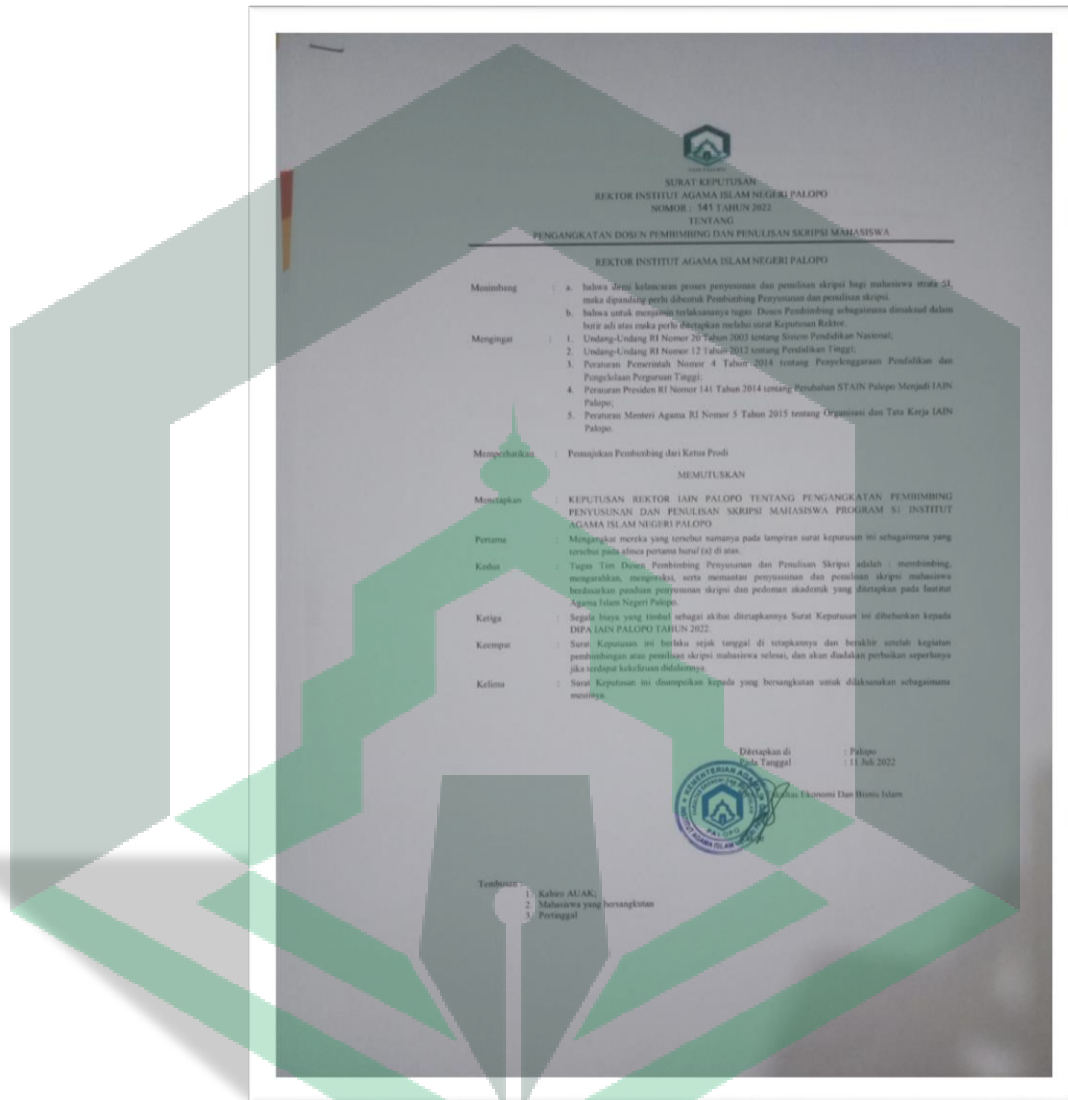 SURAT KEPUTUSAN
REKTOR INSTITUT AGAMA ISLAM NEGERI PALOPO
NOMOR : 141 TAHUN 2022
TENTANG
PENGANGKATAN DOSEN PEMBIMBING DAN PENULISAN SKRIPSI MAHASISWA
REKTOR INSTITUT AGAMA ISLAM NEGERI PALOPO
Menimbang : a. bahwa demi kelancaran proses penyusunan dan penulisan skripsi bagi mahasiswa strata S1,
maka dipandang perlu dibentuk Pembimbing Penyusunan dan penulisan skripsi.
b. bahwa untuk menjamin terlaksananya tugas Dosen Pembimbing sebagaimana dimaksud dalam
butir adi atas maka perlu ditetapkan melalui surat Keputusan Rektor.
Mengingat : 1. Undang-Undang RI Nomor 20 Tahun 2003 tentang Sistem Pendidikan Nasional;
2. Undang-Undang RI Nomor 12 Tahun 2012 tentang Pendidikan Tinggi;
3. Peraturan Pemerintah Nomor 4 Tahun 2014 tentang Penyelenggaraan Pendidikan dan
Pengelolaan Perguruan Tinggi;
4. Peraturan Presiden RI Nomor 141 Tahun 2014 tentang Perubahan STAIN Palopo Menjadi IAIN
Palopo;
5. Peraturan Menteri Agama RI Nomor 5 Tahun 2015 tentang Organisasi dan Tata Kerja IAIN
Palopo.
Memperhatikan : Penunjukan Pembimbing dari Ketua Prodi
MEMUTUSKAN
Menetapkan : KEPUTUSAN REKTOR IAIN PALOPO TENTANG PENGANGKATAN PEMBIMBING
PENYUSUNAN DAN PENULISAN SKRIPSI MAHASISWA PROGRAM S1 INSTITUT
AGAMA ISLAM NEGERI PALOPO
Pertama : Mengangkat mereka yang tersebut namanya pada lampiran surat keputusan ini sebagaimana yang
tersebut pada alinea pertama huruf (a) di atas.
Kedua : Tugas Tim Dosen Pembimbing Penyusunan dan Penulisan Skripsi adalah : membimbing,
mengarahkan, mengoreksi, serta memantau penyusunan dan penulisan skripsi mahasiswa
berdasarkan panduan penyusunan skripsi dan pedoman akademik yang ditetapkan pada Institut
Agama Islam Negeri Palopo.
Ketiga : Segala biaya yang timbul sebagai akibat ditetapkannya Surat Keputusan ini dibebankan kepada
DIPA IAIN PALOPO TAHUN 2022.
Keempat : Surat Keputusan ini berlaku sejak tanggal di tetapkannya dan berakhir setelah kegiatan
pembimbingan atau penulisan skripsi mahasiswa selesai, dan akan diadakan perbaikan seperlunya
jika terdapat kekeliruan didalamnya.
Kelima : Surat Keputusan ini disampaikan kepada yang bersangkutan untuk dilaksanakan sebagaimana
mestinya.
Ditetapkan di : Palopo
Pada Tanggal : 11 Juli 2022
Ekonomi Dan Bisnis Islam
KEMENTERIAN AGAMA
PALOPO
Tembusan :
1. Kabiro AUAK;
2. Mahasiswa yang bersangkutan
3. Pertinggal